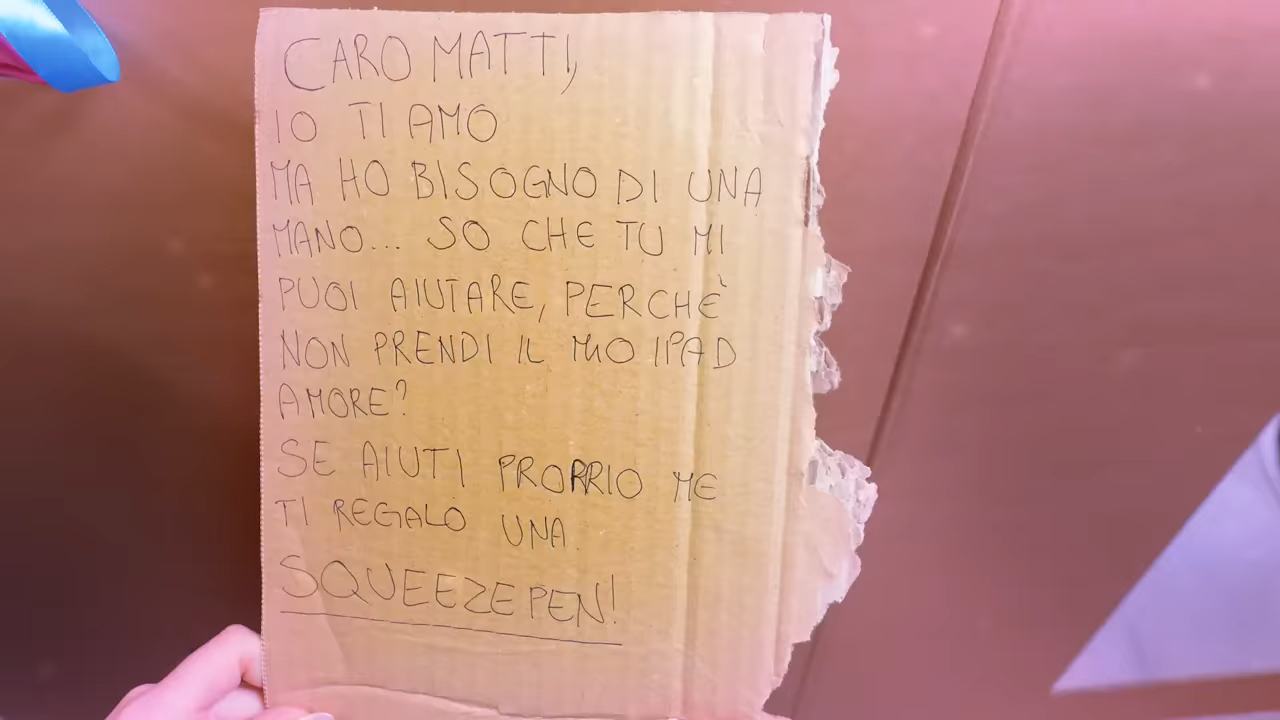 CARO MATTI,
IO TI AMO
MA HO BISOGNO DI UNA
MANO... SO CHE TU MI
PUOI AIUTARE, PERCHÈ
NON PRENDI IL MIO IPAD
AMORE?
SE AIUTI PROPRIO ME
TI REGALO UNA
SQUEEZEPEN!